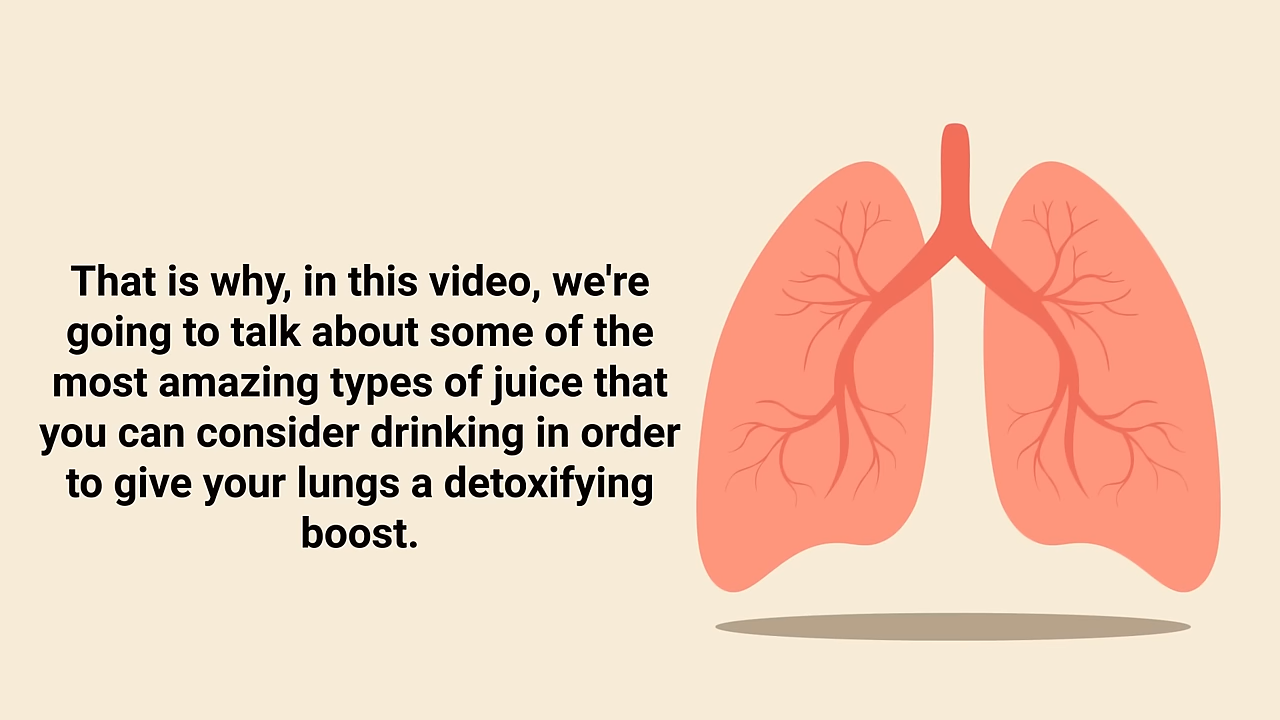 That is why, in this video, we're
going to talk about some of the
most amazing types of juice that
you can consider drinking in order
to give your lungs a detoxifying
boost.